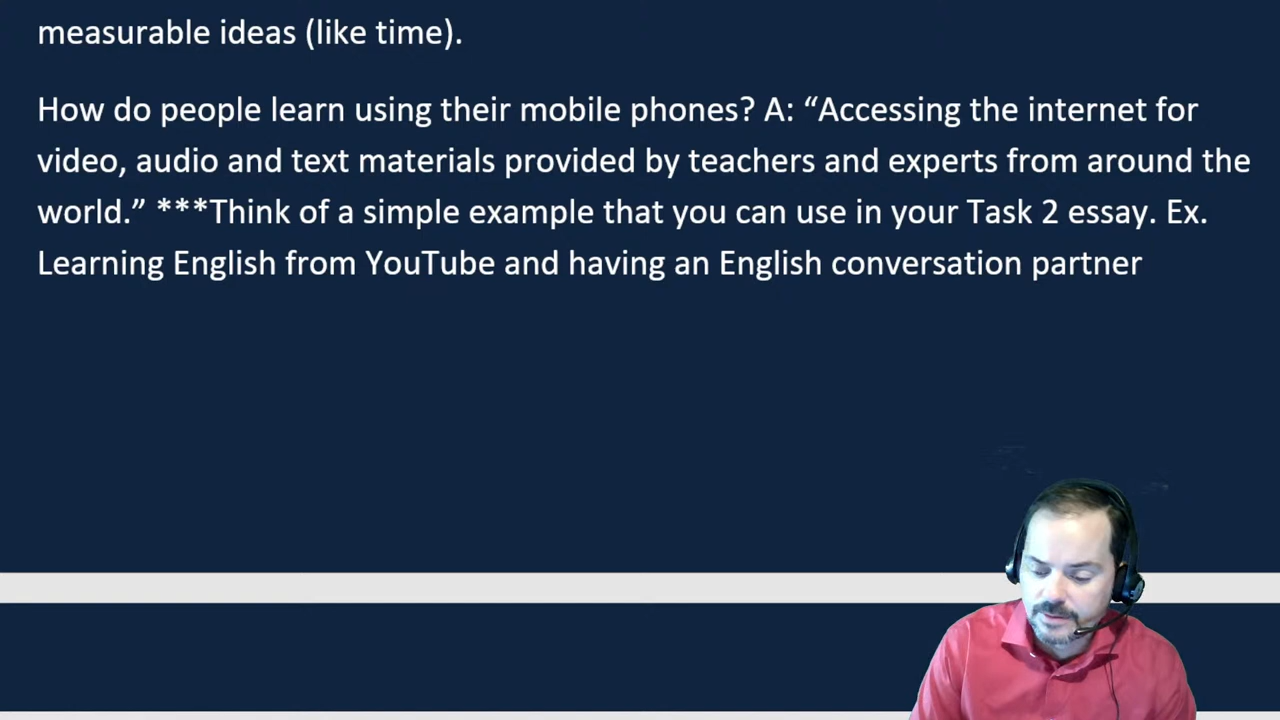 measurable ideas (like time).
How do people learn using their mobile phones? A: “Accessing the internet for
video, audio and text materials provided by teachers and experts from around the
world.” ***Think of a simple example that you can use in your Task 2 essay. Ex.
Learning English from YouTube and having an English conversation partner